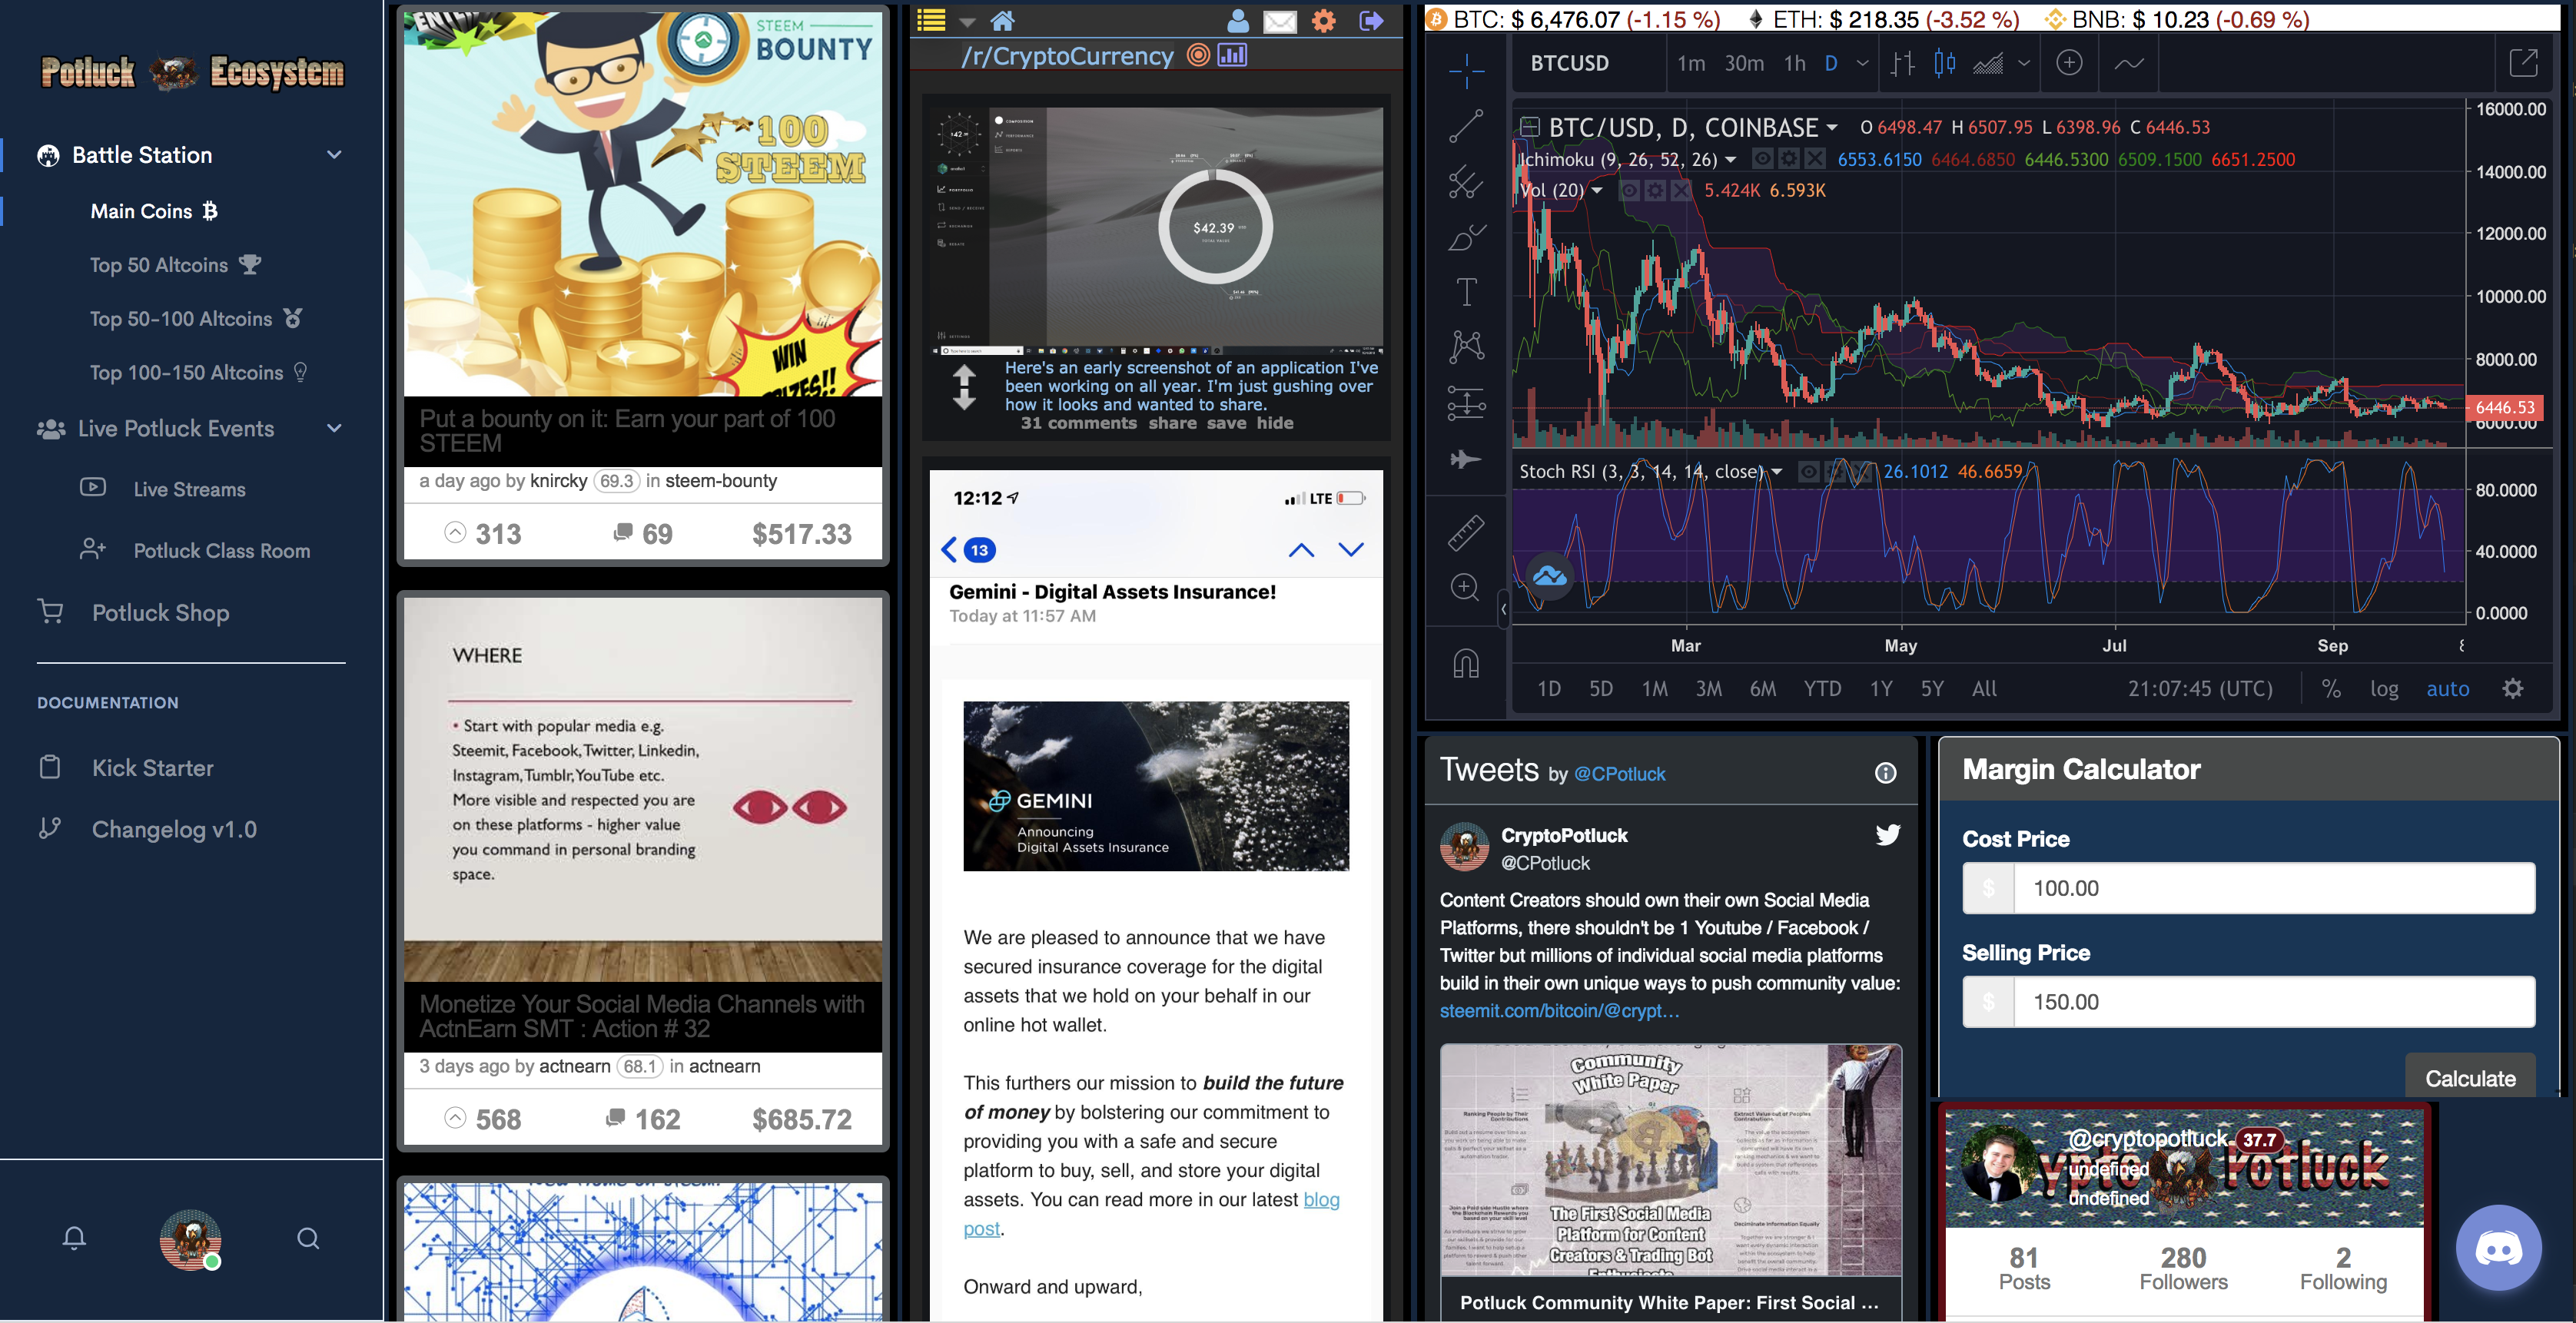 Potluck Ecosystem
Battle Station
Main Coins
Top 50 Altcoins
Top 50-100 Altcoins
Top 100-150 Altcoins
Live Potluck Events
Live Streams
Potluck Class Room
Potluck Shop
DOCUMENTATION
Kick Starter
Changelog v1.0
STEEM
BOUNTY
100
STEEM
WIN
PRIZES!!
Put a bounty on it: Earn your part of 100
STEEM
a day ago by knircky 69.3 in steem-bounty
313 69 $517.33
WHERE
• Start with popular media e.g.
Steemit, Facebook, Twitter, Linkedin,
Instagram, Tumblr, YouTube etc.
More visible and respected you are
on these platforms - higher value
you command in personal branding
space.
Monetize Your Social Media Channels with
ActnEarn SMT : Action # 32
3 days ago by actnearn 68.1 in actnearn
568 162 $685.72
/r/CryptoCurrency
$42.39
Here's an early screenshot of an application I've
been working on all year. I'm just gushing over
how it looks and wanted to share.
31 comments share save hide
12:12 LTE
13
Gemini - Digital Assets Insurance!
Today at 11:57 AM
GEMINI
Announcing
Digital Assets Insurance
We are pleased to announce that we have
secured insurance coverage for the digital
assets that we hold on your behalf in our
online hot wallet.
This furthers our mission to build the future
of money by bolstering our commitment to
providing you with a safe and secure
platform to buy, sell, and store your digital
assets. You can read more in our latest blog
post.
Onward and upward,
BTC: $ 6,476.07 (-1.15 %) ETH: $ 218.35 (-3.52 %) BNB: $ 10.23 (-0.69 %)
BTCUSD 1m 30m 1h D
BTC/USD, D, COINBASE O 6498.47 H 6507.95 L 6398.96 C 6446.53
Ichimoku (9, 26, 52, 26) 6553.6150 6464.6850 6446.5300 6509.1500 6651.2500
Vol (20) 5.424K 6.593K
16000.00
14000.00
12000.00
10000.00
8000.00
6446.53
6000.00
Stoch RSI (3, 3, 14, 14, close) 26.1012 46.6659
80.0000
40.0000
0.0000
Mar May Jul Sep
1D 5D 1M 3M 6M YTD 1Y 5Y All 21:07:45 (UTC) % log auto
Tweets by @CPotluck
CryptoPotluck
@CPotluck
Content Creators should own their own Social Media
Platforms, there shouldn't be 1 Youtube / Facebook /
Twitter but millions of individual social media platforms
build in their own unique ways to push community value:
steemit.com/bitcoin/@crypt…
Community
White Paper
Ranking People by Their
Contributions
Extract Value out of Peoples
Contributions
Decriminate Information Equally
The First Social Media
Platform for Content
Creators & Trading Bot
Enthusiasts
Potluck Community White Paper: First Social ...
Margin Calculator
Cost Price
$ 100.00
Selling Price
$ 150.00
Calculate
@cryptopotluck 37.7
undefined
undefined
ypto Potluck
81 280 2
Posts Followers Following